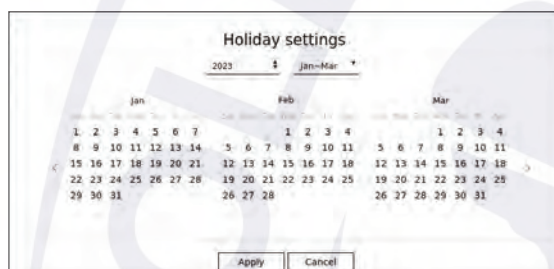 Holiday settings
2023 Jan–Mar
Jan Feb Mar
1 2 3 4 5 6 7 1 2 3 4 1 2 3 4
8 9 10 11 12 13 14 5 6 7 8 9 10 11 5 6 7 8 9 10 11
15 16 17 18 19 20 21 12 13 14 15 16 17 18 12 13 14 15 16 17 18
22 23 24 25 26 27 28 19 20 21 22 23 24 25 19 20 21 22 23 24 25
29 30 31 26 27 28 26 27 28 29 30 31
Apply Cancel